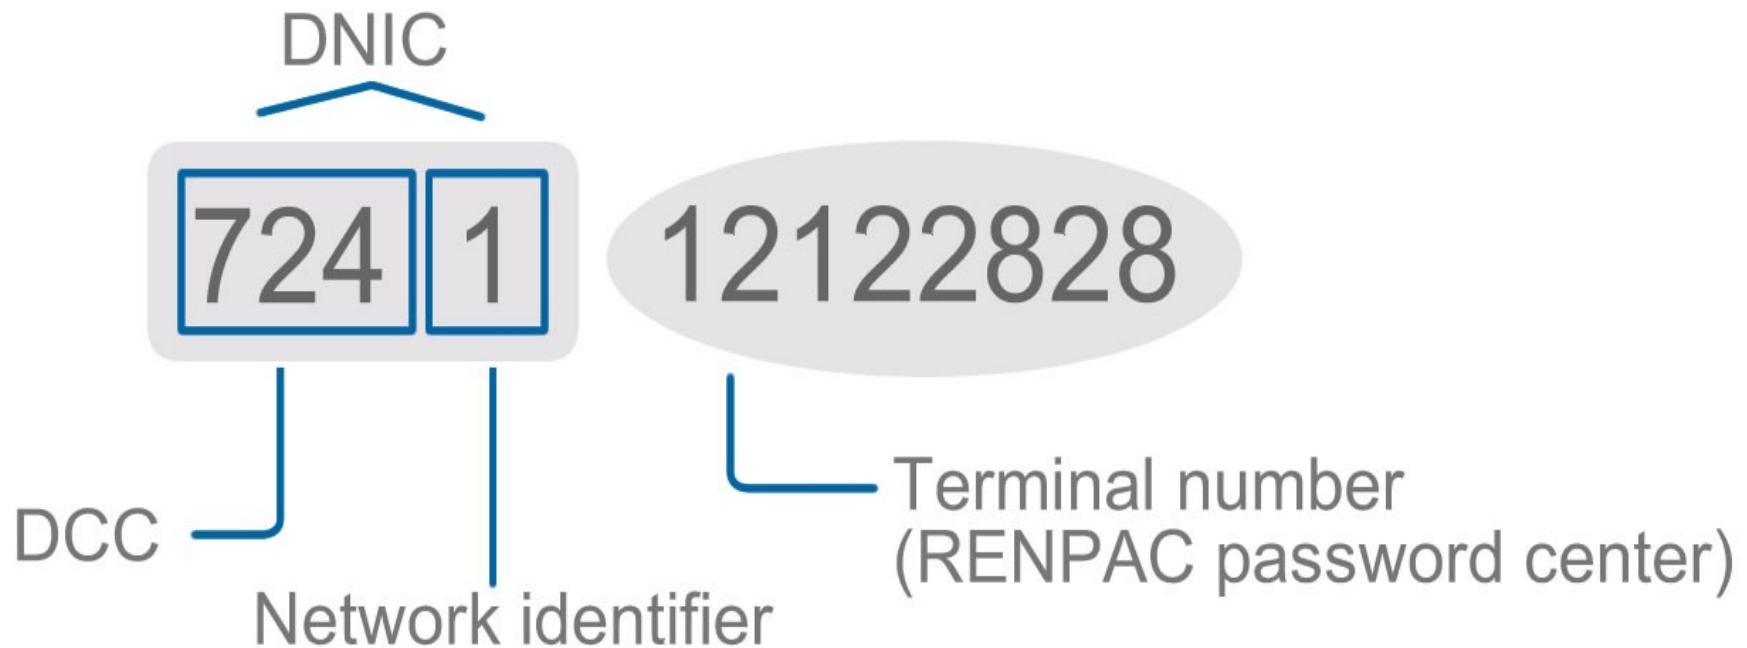 DNIC
724 1 12122828
DCC
Terminal number
(RENPAC password center)
Network identifier